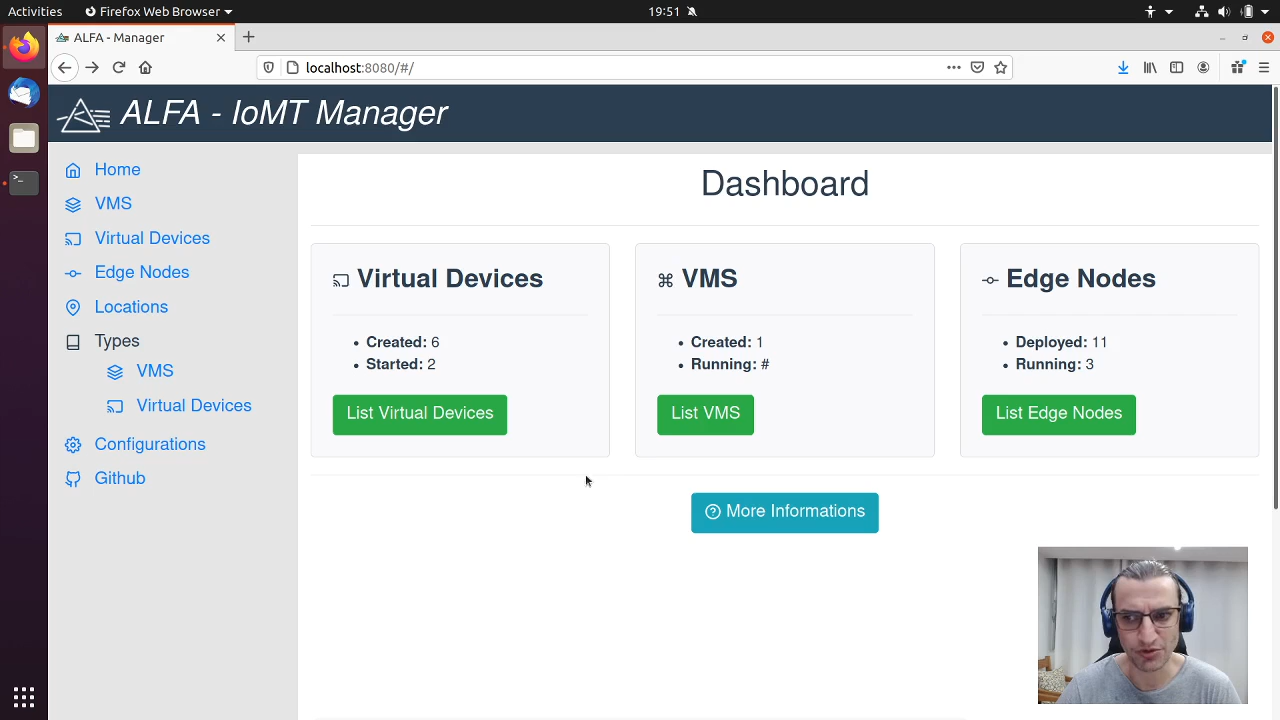 Activities
Firefox Web Browser
19:51
ALFA - Manager
localhost:8080/#/
ALFA - IoMT Manager
Home
VMS
Virtual Devices
Edge Nodes
Locations
Types
VMS
Virtual Devices
Configurations
Github
Dashboard
Virtual Devices
Created: 6
Started: 2
List Virtual Devices
VMS
Created: 1
Running: #
List VMS
Edge Nodes
Deployed: 11
Running: 3
List Edge Nodes
More Informations